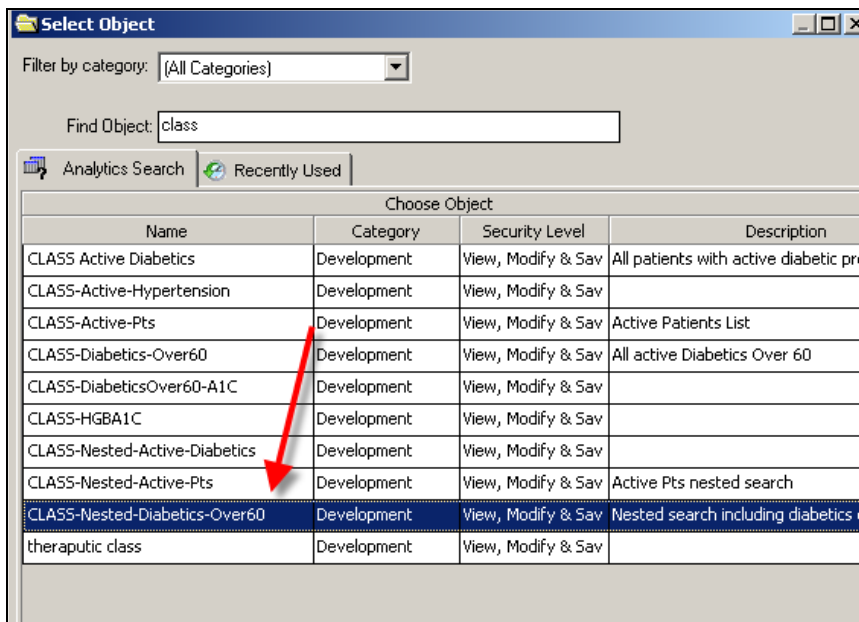 Select Object
Filter by category: (All Categories)
Find Object: class
Analytics Search Recently Used
Choose Object
Name Category Security Level Description
CLASS Active Diabetics Development View, Modify & Sav All patients with active diabetic pr
CLASS-Active-Hypertension Development View, Modify & Sav
CLASS-Active-Pts Development View, Modify & Sav Active Patients List
CLASS-Diabetics-Over60 Development View, Modify & Sav All active Diabetics Over 60
CLASS-DiabeticsOver60-A1C Development View, Modify & Sav
CLASS-HGBA1C Development View, Modify & Sav
CLASS-Nested-Active-Diabetics Development View, Modify & Sav
CLASS-Nested-Active-Pts Development View, Modify & Sav Active Pts nested search
CLASS-Nested-Diabetics-Over60 Development View, Modify & Sav Nested search including diabetics
theraputic class Development View, Modify & Sav